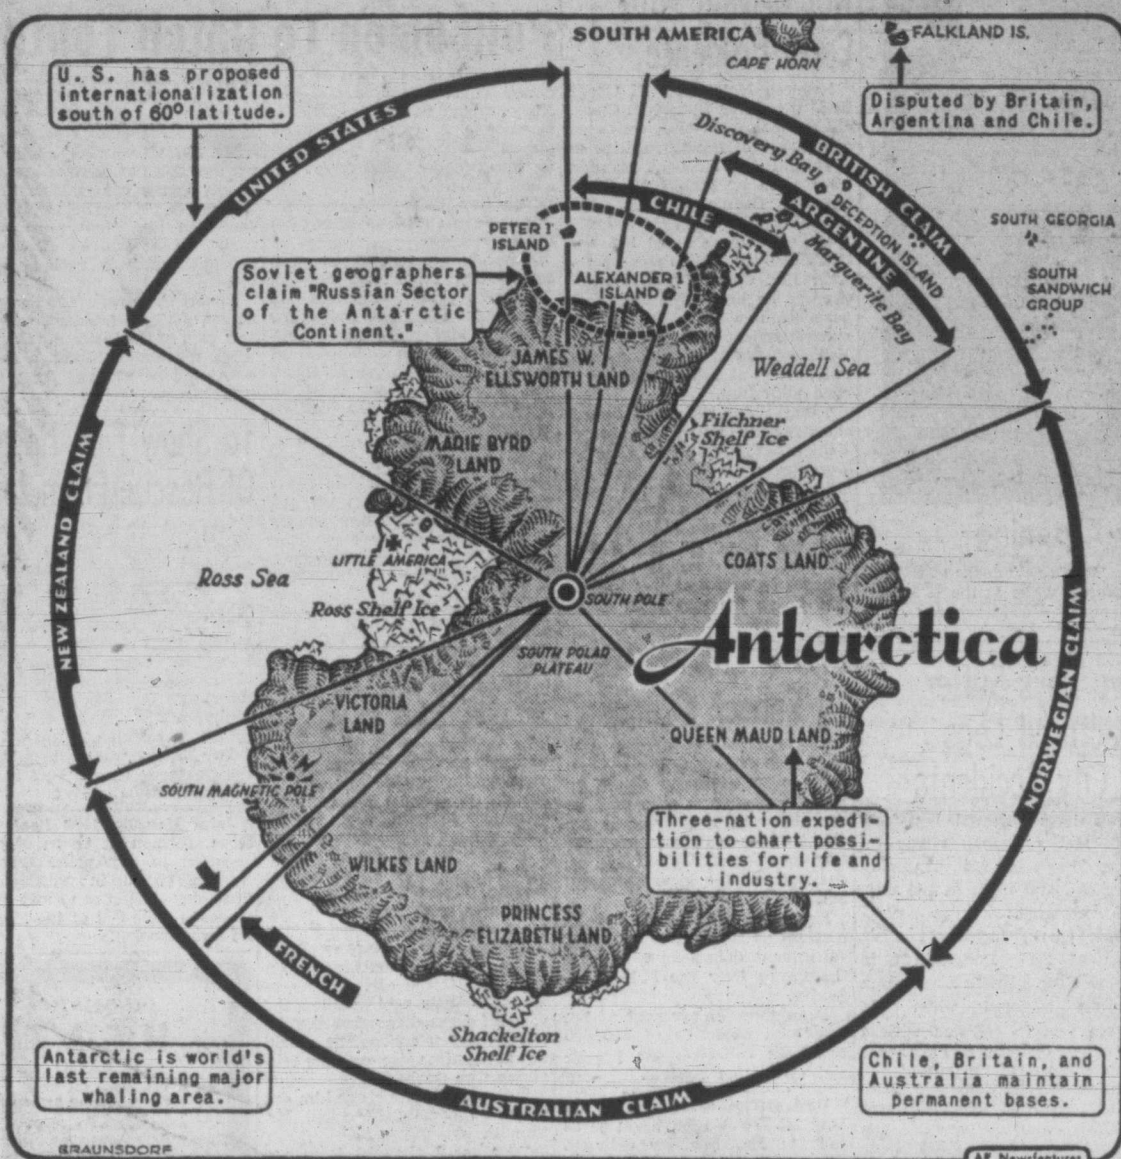 SOUTH AMERICA
CAPE HORN
FALKLAND IS.
U.S. has proposed
internationalization
south of 60° latitude.
Disputed by Britain,
Argentina and Chile.
UNITED STATES
BRITISH CLAIM
Discovery Bay
CHILE
ARGENTINE
DECEPTION ISLAND
Marguerite Bay
SOUTH GEORGIA
SOUTH
SANDWICH
GROUP
PETER I
ISLAND
ALEXANDER I
ISLAND
Soviet geographers
claim "Russian Sector
of the Antarctic
Continent."
JAMES W.
ELLSWORTH LAND
Weddell Sea
Filchner
Shelf Ice
MARIE BYRD
LAND
NEW ZEALAND CLAIM
LITTLE AMERICA
Ross Sea
Ross Shelf Ice
COATS LAND
SOUTH POLE
Antarctica
SOUTH POLAR
PLATEAU
NORWEGIAN CLAIM
VICTORIA
LAND
QUEEN MAUD LAND
SOUTH MAGNETIC POLE
Three-nation expedi-
tion to chart possi-
bilities for life and
industry.
WILKES LAND
PRINCESS
ELIZABETH LAND
FRENCH
Shackelton
Shelf Ice
Antarctic is world's
last remaining major
whaling area.
Chile, Britain, and
Australia maintain
permanent bases.
AUSTRALIAN CLAIM
BRAUNSDORF
AP Newsfeatures